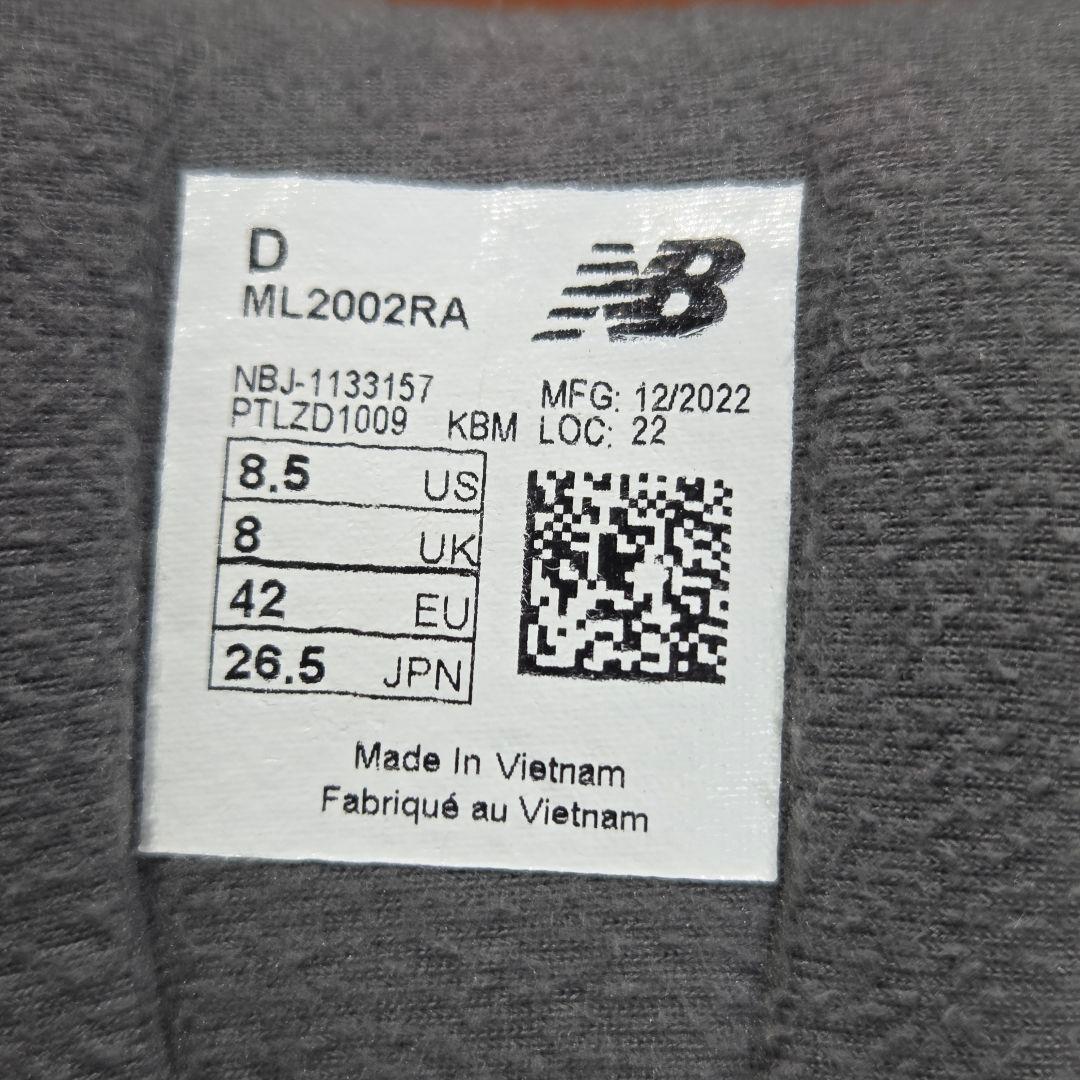 D
ML2002RA
NB
NBJ-1133157
PTLZD1009 KBM
MFG: 12/2022
LOC: 22
8.5 US
8 UK
42 EU
26.5 JPN
Made In Vietnam
Fabriqué au Vietnam